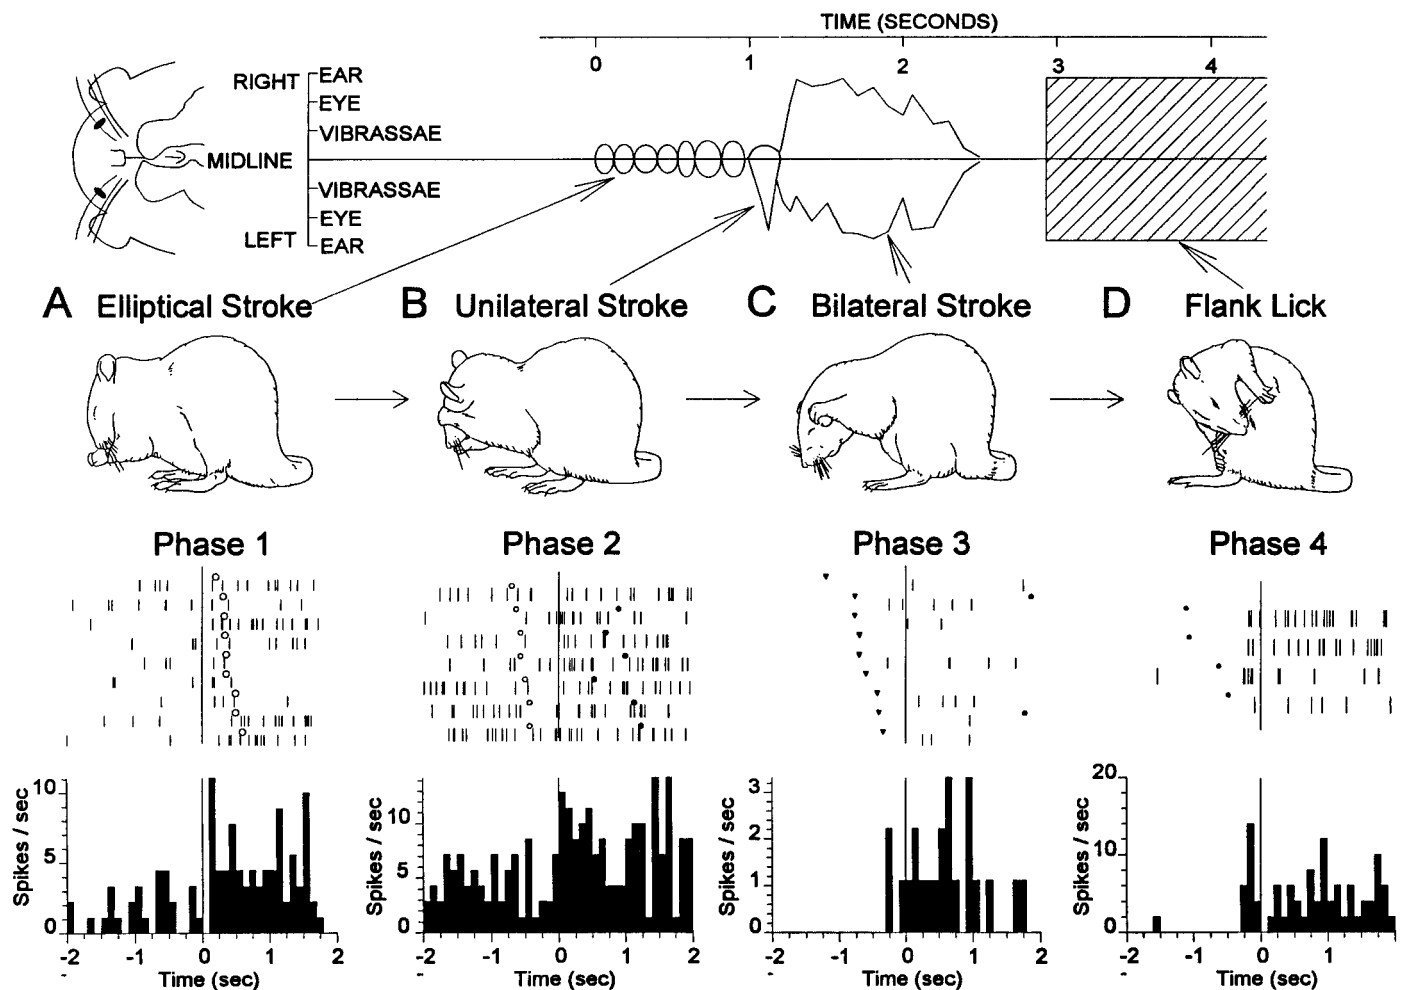 TIME (SECONDS)
0 1 2 3 4
RIGHT
EAR
EYE
VIBRASSAE
MIDLINE
VIBRASSAE
EYE
LEFT
EAR
A Elliptical Stroke
B Unilateral Stroke
C Bilateral Stroke
D Flank Lick
Phase 1
Phase 2
Phase 3
Phase 4
Spikes / sec
10
5
0
-2 -1 0 1 2
Time (sec)
Spikes / sec
10
5
0
-2 -1 0 1 2
Time (sec)
Spikes / sec
3
2
1
0
-2 -1 0 1 2
Time (sec)
Spikes / sec
20
10
0
-2 -1 0 1 2
Time (sec)